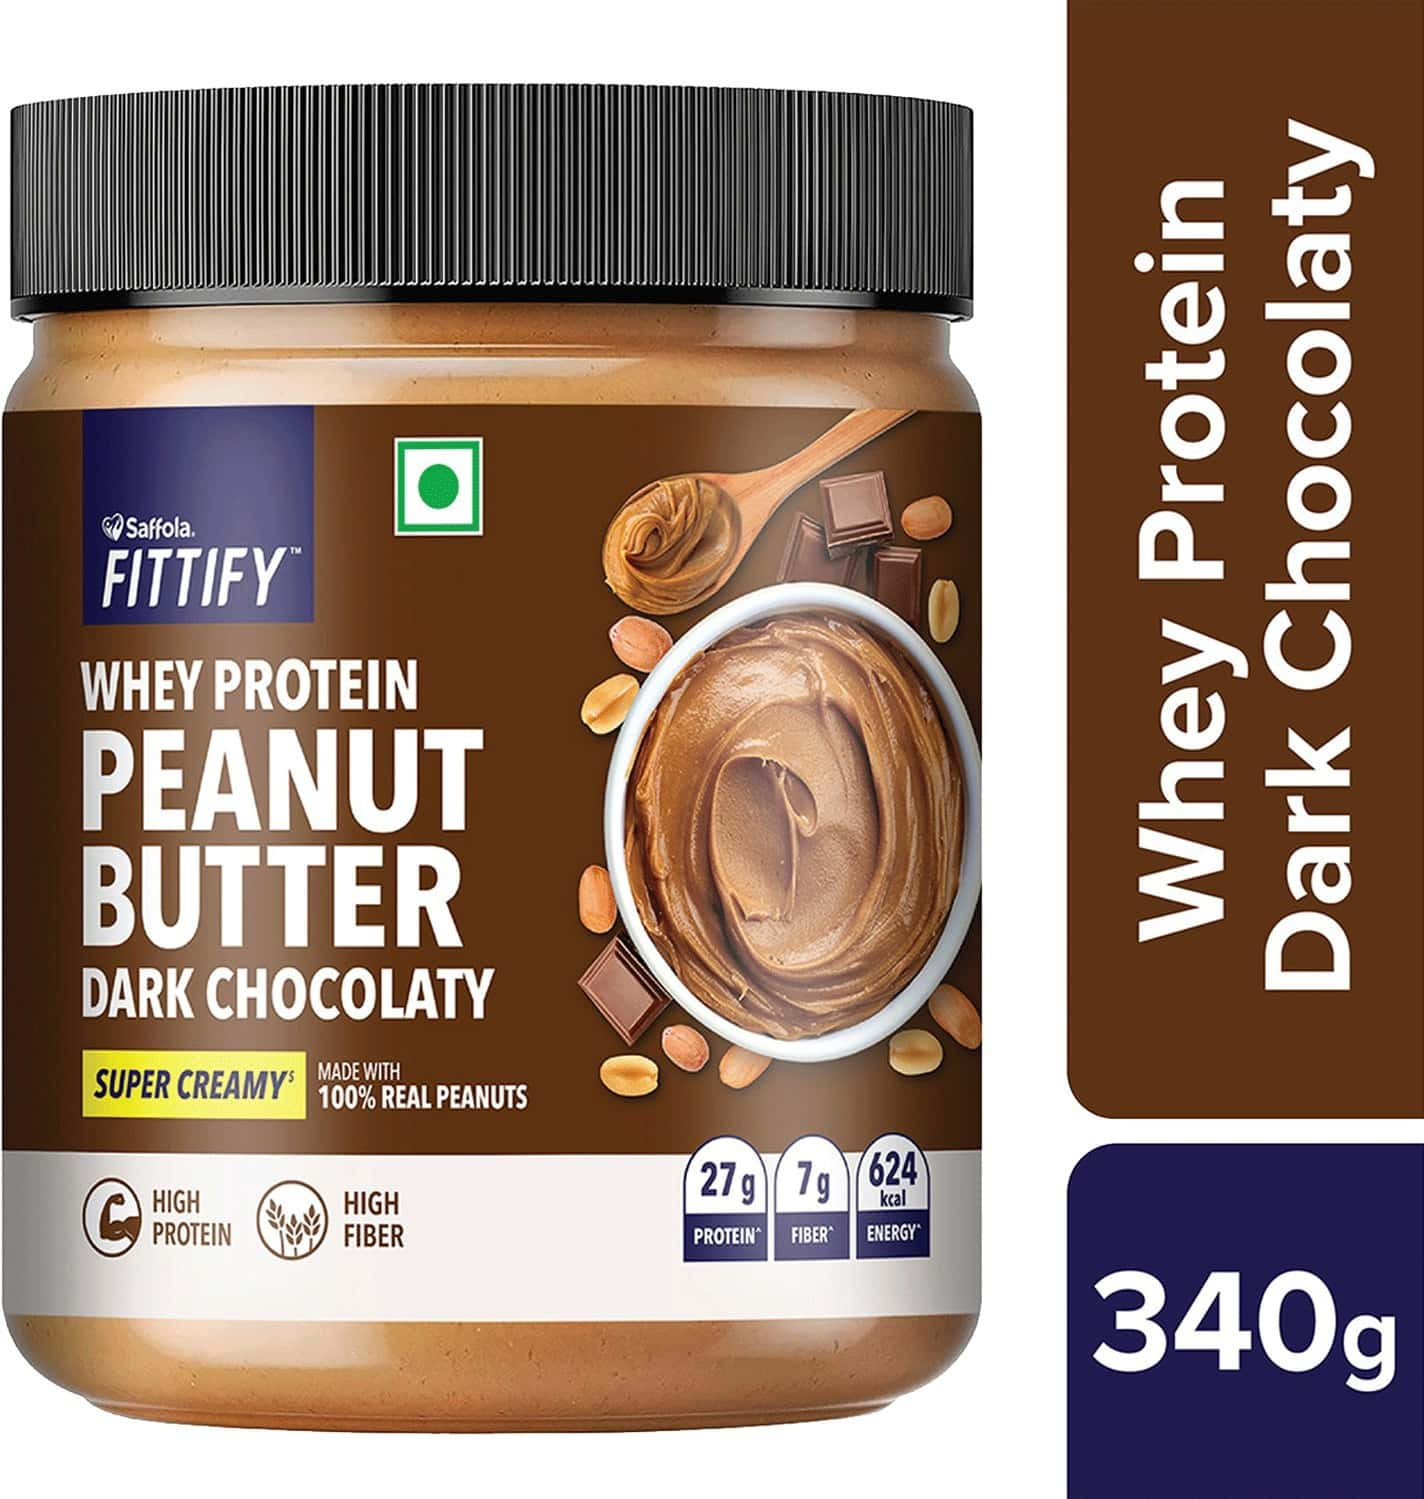 Saffola.
FITTIFY™
WHEY PROTEIN
PEANUT
BUTTER
DARK CHOCOLATY
SUPER CREAMY$
MADE WITH
100% REAL PEANUTS
HIGH
PROTEIN
HIGH
FIBER
27g
PROTEIN^
7g
FIBER^
624
kcal
ENERGY^
Whey Protein
Dark Chocolaty
340g